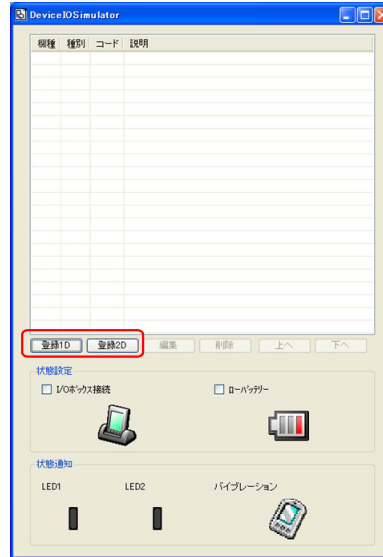 DeviceIOSimulator
機種 種別 コード 説明
登録1D 登録2D 編集 削除 上へ 下へ
状態設定
I/Oボックス接続 ローバッテリー
状態通知
LED1 LED2 バイブレーション